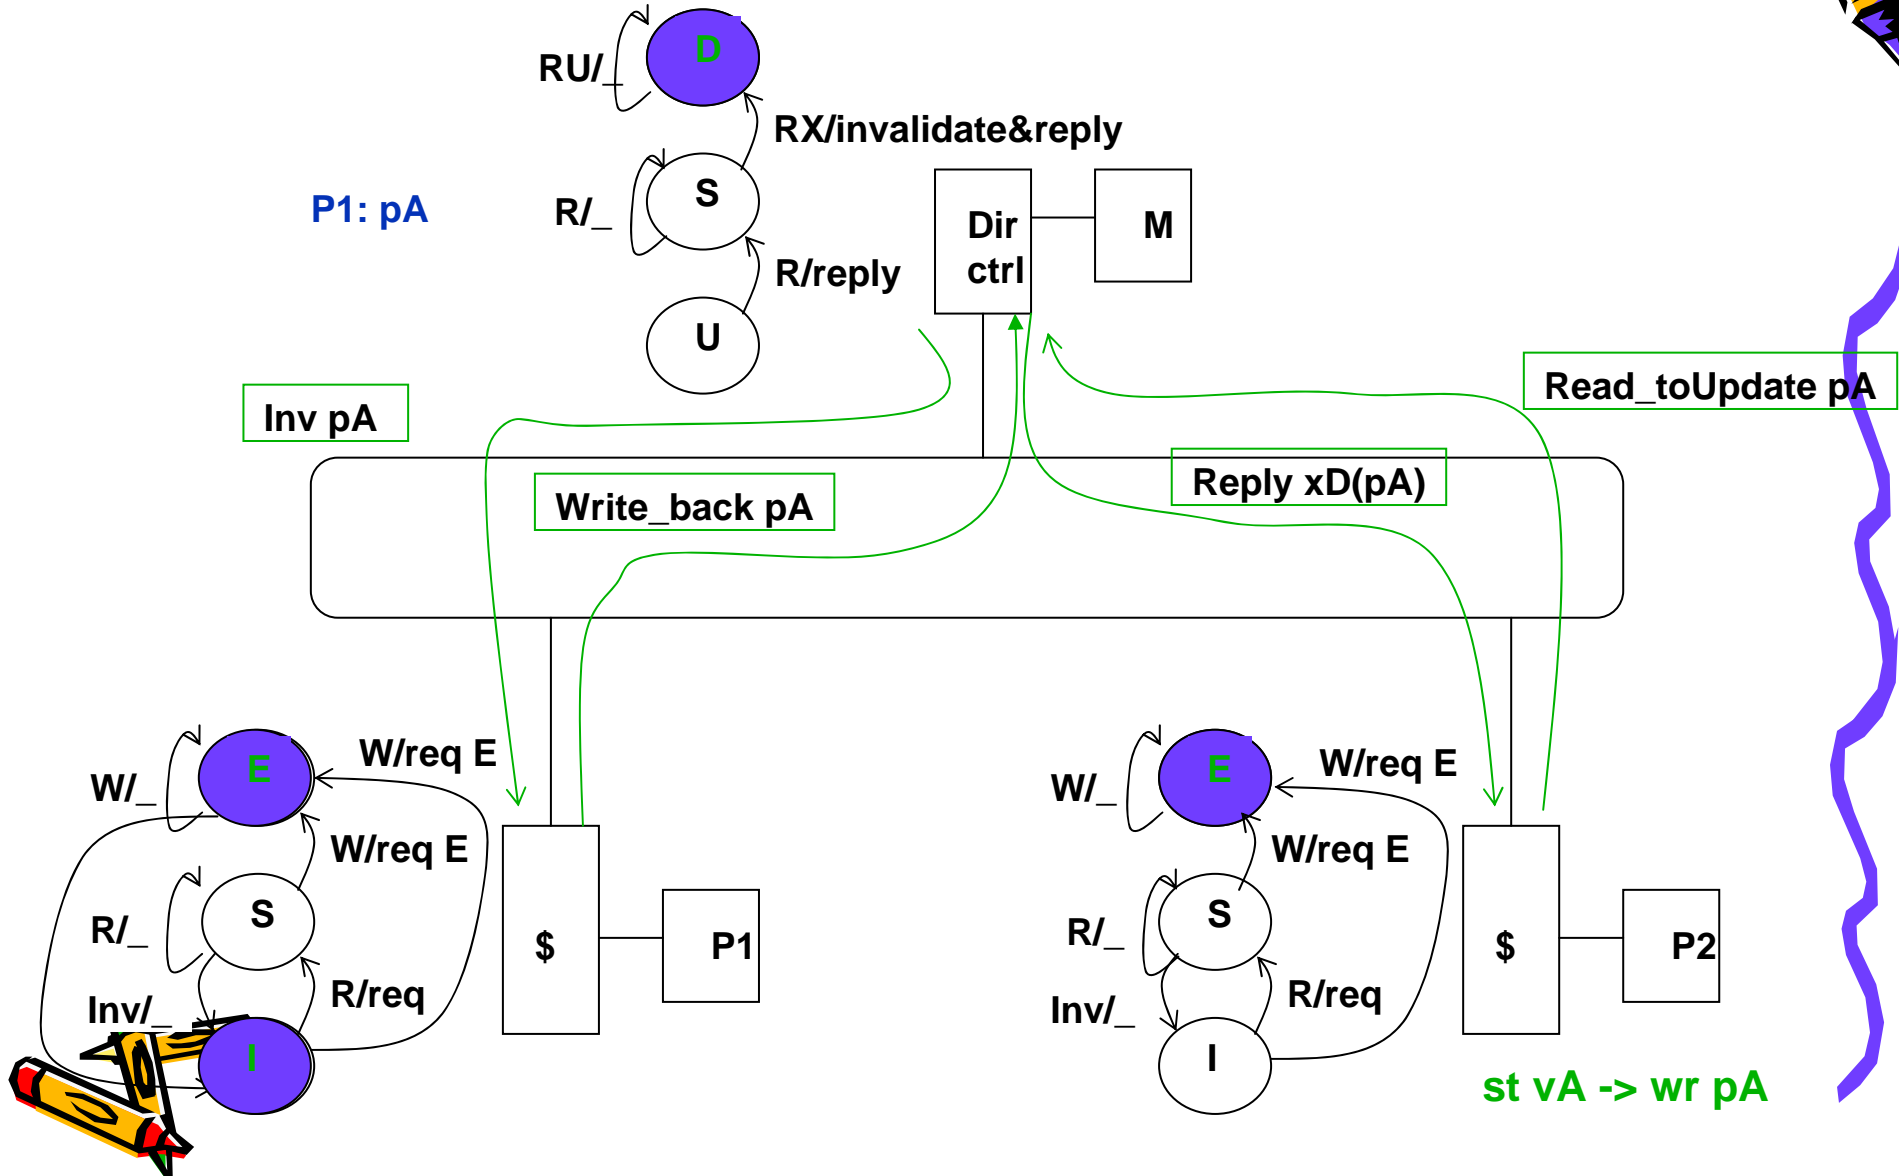 D
RU/_
RX/invalidate&reply
P1: pA
R/_
S
Dir
ctrl
M
R/reply
U
Read_toUpdate pA
Inv pA
Reply xD(pA)
Write_back pA
E
W/req E
W/_
W/req E
S
R/_
R/req
Inv/_
I
$
P1
E
W/req E
W/_
W/req E
S
R/_
R/req
Inv/_
I
$
P2
st vA -> wr pA